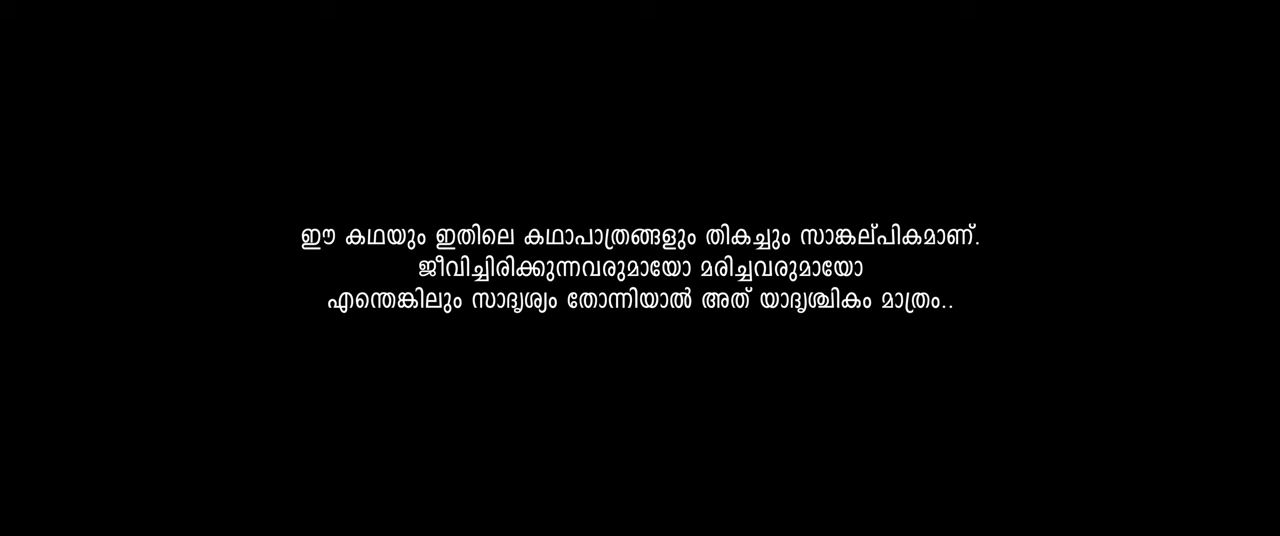 ഈ കഥയും ഇതിലെ കഥാപാത്രങ്ങളും തികച്ചും സാങ്കല്പികമാണ്.
ജീവിച്ചിരിക്കുന്നവരുമായോ മരിച്ചവരുമായോ
എന്തെങ്കിലും സാദൃശ്യം തോന്നിയാൽ അത് യാദൃശ്ചികം മാത്രം..